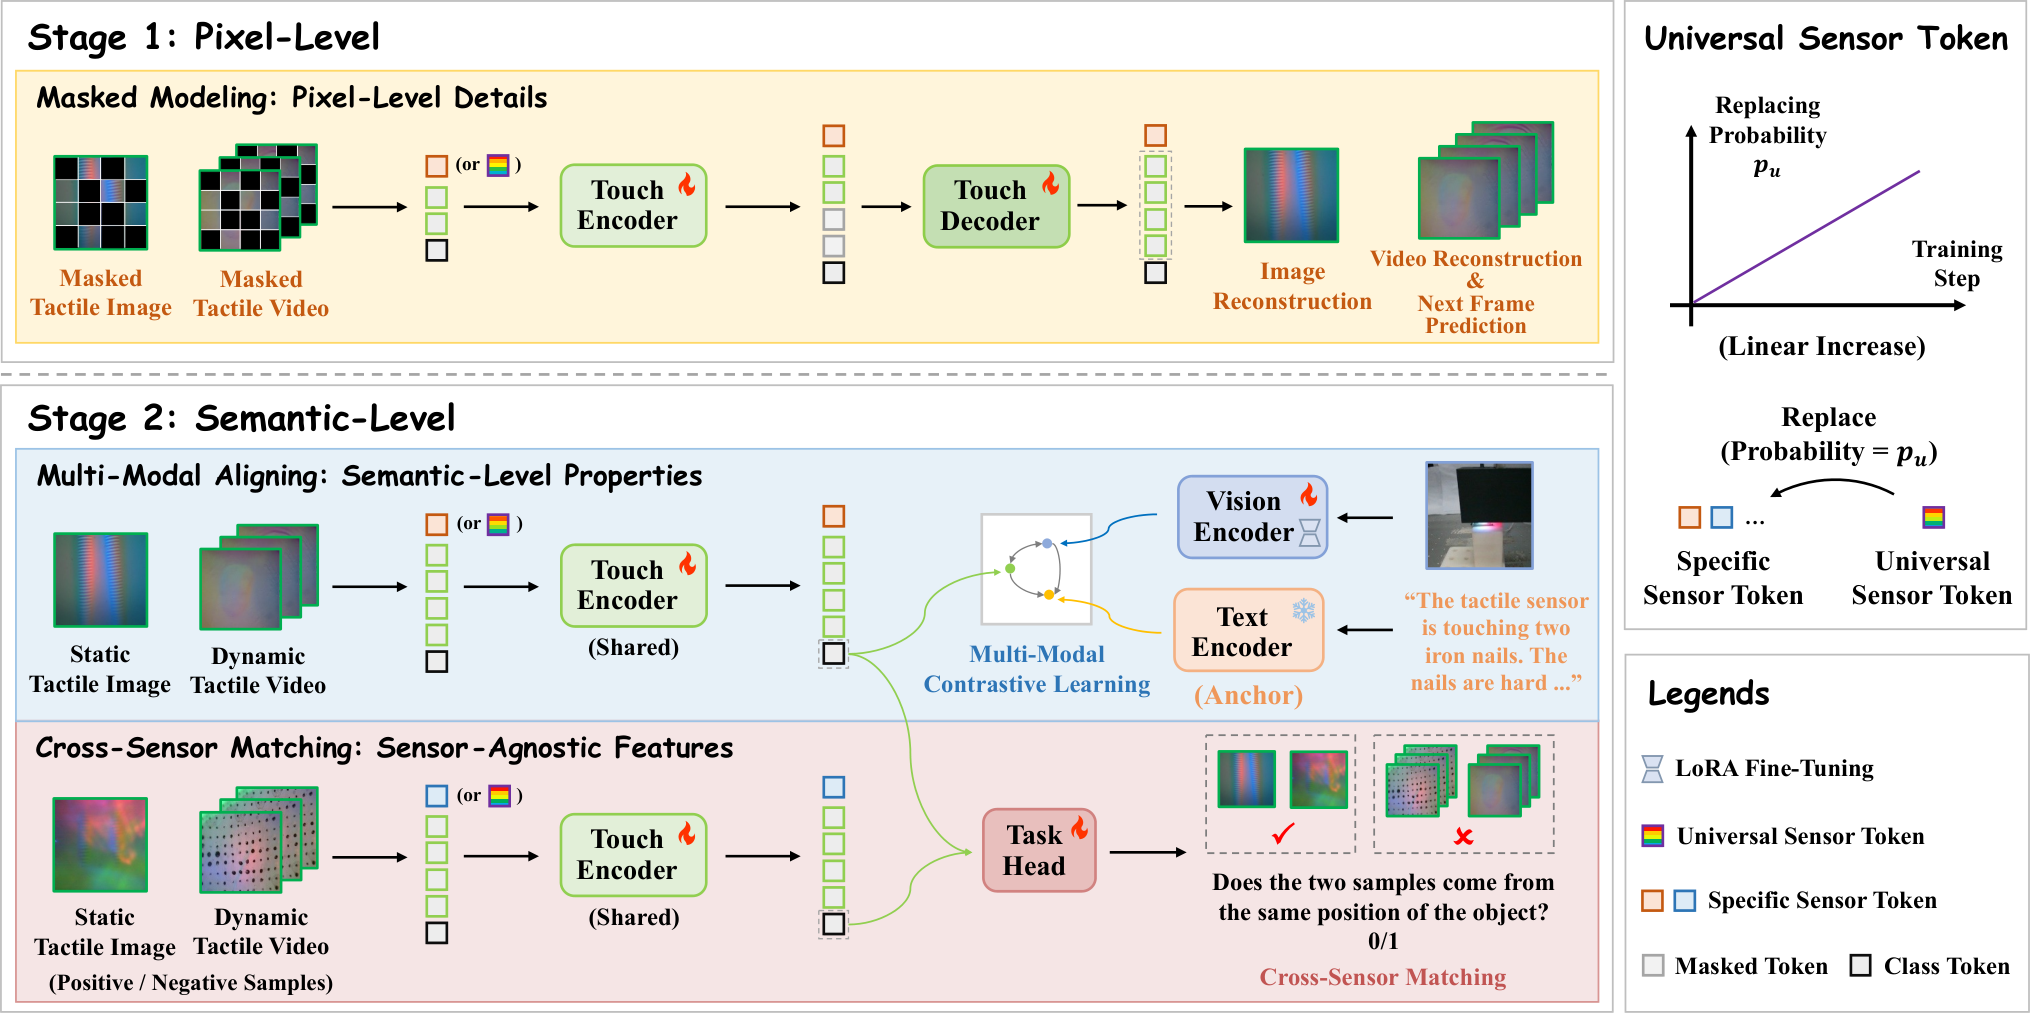 Stage 1: Pixel-Level
Masked Modeling: Pixel-Level Details
Masked
Tactile Image
Masked
Tactile Video
(or )
Touch
Encoder
Touch
Decoder
Image
Reconstruction
Video Reconstruction
&
Next Frame
Prediction
Stage 2: Semantic-Level
Multi-Modal Aligning: Semantic-Level Properties
Static
Tactile Image
Dynamic
Tactile Video
(or )
Touch
Encoder
(Shared)
Multi-Modal
Contrastive Learning
Vision
Encoder
Text
Encoder
(Anchor)
“The tactile sensor
is touching two
iron nails. The
nails are hard ...”
Cross-Sensor Matching: Sensor-Agnostic Features
Static
Tactile Image
Dynamic
Tactile Video
(Positive / Negative Samples)
(or )
Touch
Encoder
(Shared)
Task
Head
✓
✘
Does the two samples come from
the same position of the object?
0/1
Cross-Sensor Matching
Universal Sensor Token
Replacing
Probability
p_u
Training
Step
(Linear Increase)
Replace
(Probability = p_u)
...
Specific
Sensor Token
Universal
Sensor Token
Legends
LoRA Fine-Tuning
Universal Sensor Token
Specific Sensor Token
Masked Token
Class Token